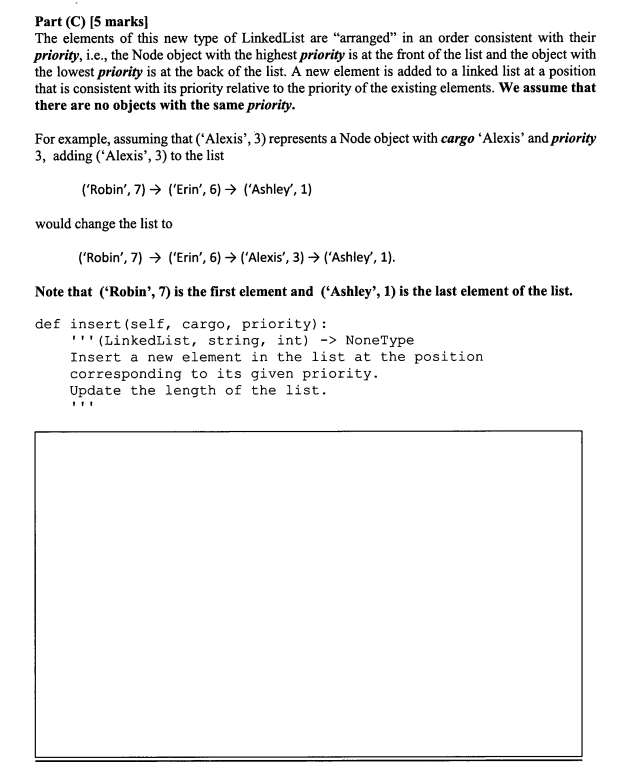 Part (C) [5 marks]
The elements of this new type of LinkedList are “arranged” in an order consistent with their
priority, i.e., the Node object with the highest priority is at the front of the list and the object with
the lowest priority is at the back of the list. A new element is added to a linked list at a position
that is consistent with its priority relative to the priority of the existing elements. We assume that
there are no objects with the same priority.
For example, assuming that (‘Alexis’, 3) represents a Node object with cargo ‘Alexis’ and priority
3, adding (‘Alexis’, 3) to the list
(‘Robin’, 7) → (‘Erin’, 6) → (‘Ashley’, 1)
would change the list to
(‘Robin’, 7) → (‘Erin’, 6) → (‘Alexis’, 3) → (‘Ashley’, 1).
Note that (‘Robin’, 7) is the first element and (‘Ashley’, 1) is the last element of the list.
def insert(self, cargo, priority):
'''(LinkedList, string, int) -> NoneType
Insert a new element in the list at the position
corresponding to its given priority.
Update the length of the list.
'''